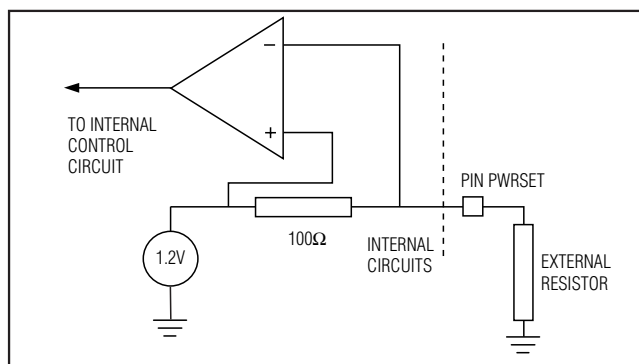 −
+
TO INTERNAL
CONTROL
CIRCUIT
PIN PWRSET
100Ω
INTERNAL
CIRCUITS
1.2V
EXTERNAL
RESISTOR